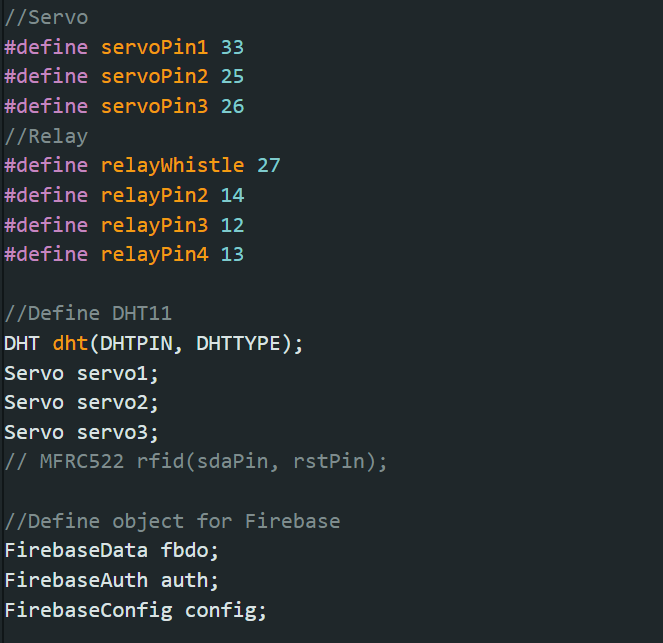 //Servo
#define servoPin1 33
#define servoPin2 25
#define servoPin3 26
//Relay
#define relayWhistle 27
#define relayPin2 14
#define relayPin3 12
#define relayPin4 13
//Define DHT11
DHT dht(DHTPIN, DHTTYPE);
Servo servo1;
Servo servo2;
Servo servo3;
// MFRC522 rfid(sdaPin, rstPin);
//Define object for Firebase
FirebaseData fbdo;
FirebaseAuth auth;
FirebaseConfig config;